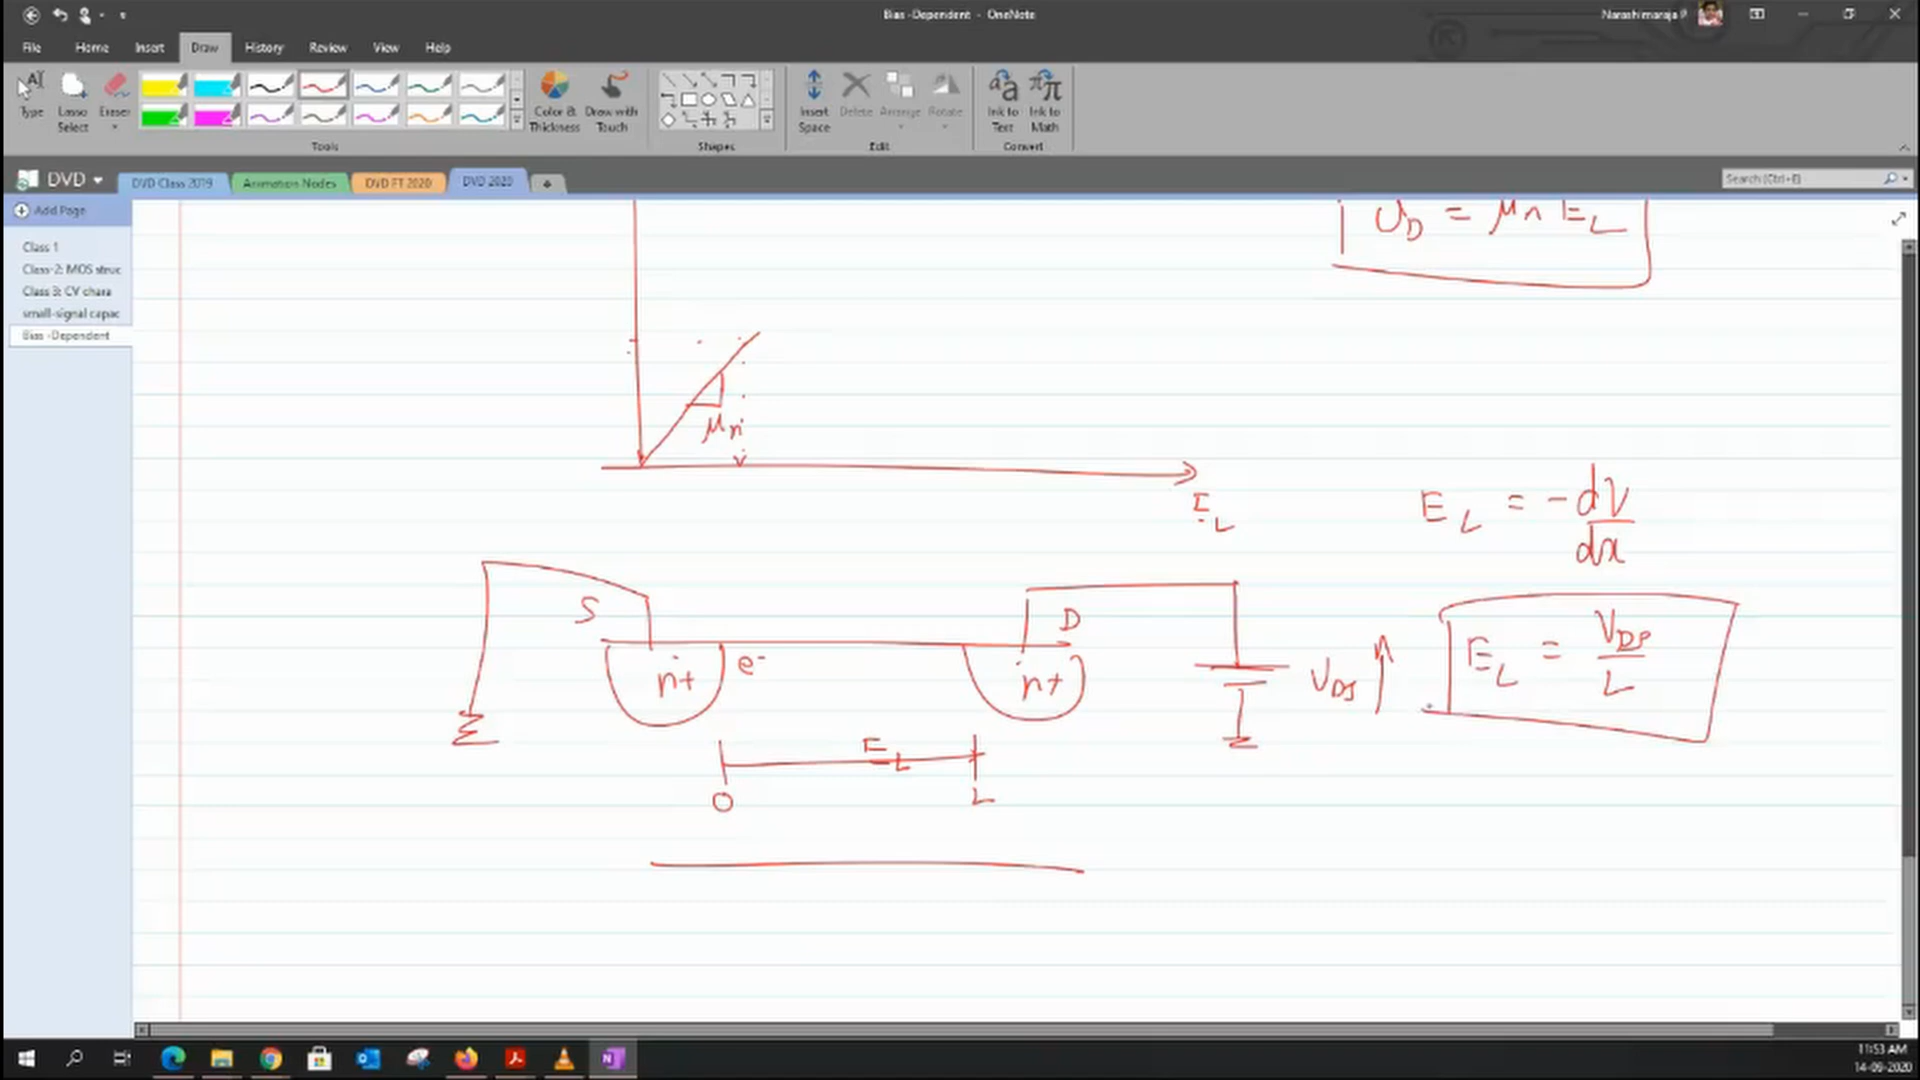 Bias -Dependent - OneNote
Narashimaraja P
File Home Insert Draw History Review View Help
Type
Lasso Select
Eraser
Color & Thickness
Draw with Touch
Insert Space
Delete
Arrange
Rotate
Ink to Text
Ink to Math
Tools
Shapes
Edit
Convert
DVD
DVD Class 2019
Animation Nodes
DVD FT 2020
DVD 2020
Search (Ctrl+E)
Add Page
Class 1
Class-2: MOS struc
Class 3: CV chara
small-signal capac
Bias -Dependent
υD = μn EL
μn
EL
EL = -dV/dx
S
D
n+
e-
n+
VDS
EL = VDS/L
EL
O
L
11:53 AM
14-09-2020